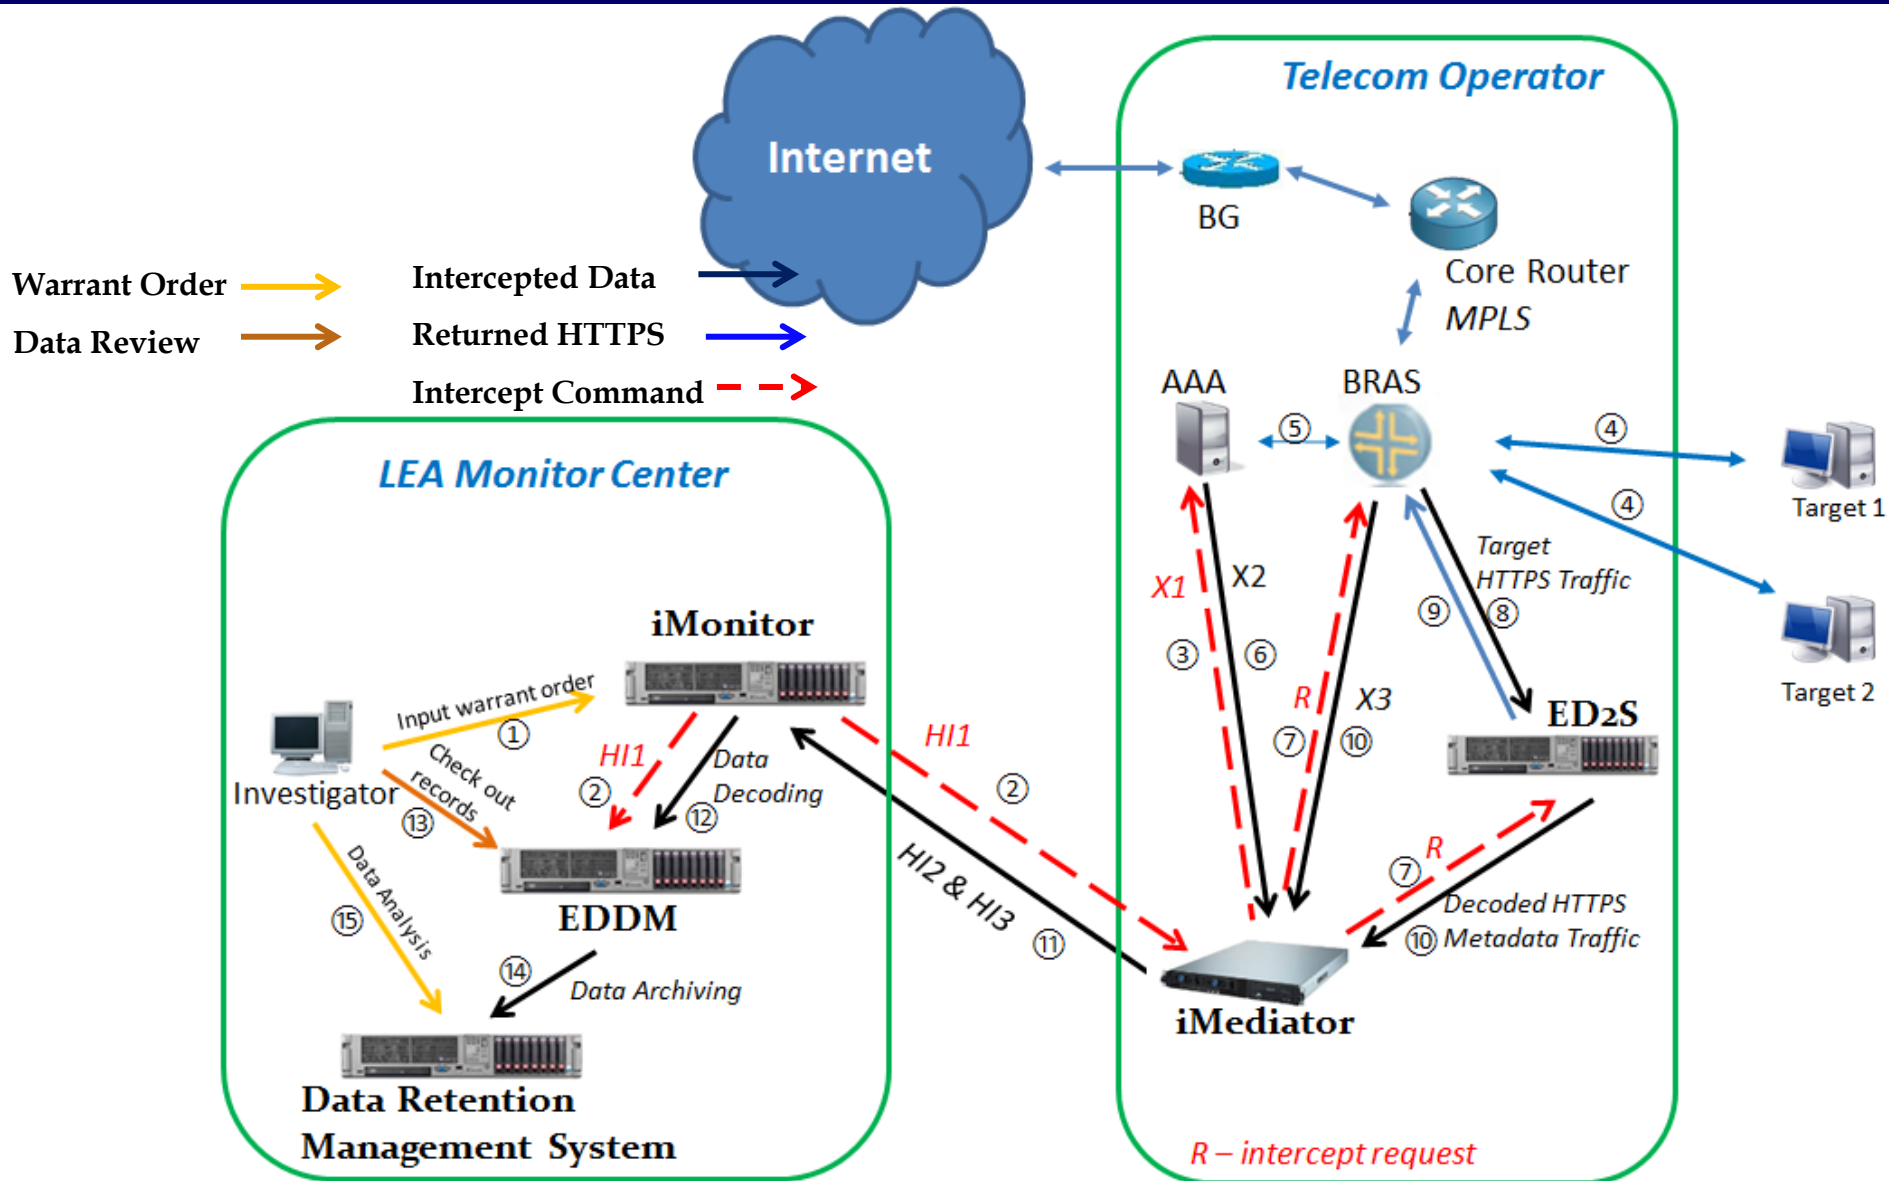 Telecom Operator
Internet
BG
Core Router
MPLS
Warrant Order
Intercepted Data
Data Review
Returned HTTPS
Intercept Command
AAA
BRAS
⑤
④
④
Target 1
Target 2
LEA Monitor Center
X1
X2
③
⑥
R
⑦
X3
⑩
Target
HTTPS Traffic
⑨
⑧
ED2S
iMonitor
Input warrant order
①
HI1
②
Data
Decoding
⑫
HI1
②
Investigator
Check out
records
⑬
Data Analysis
⑮
EDDM
⑭
Data Archiving
HI2 & HI3
⑪
R
⑦
Decoded HTTPS
⑩ Metadata Traffic
iMediator
Data Retention
Management System
R – intercept request